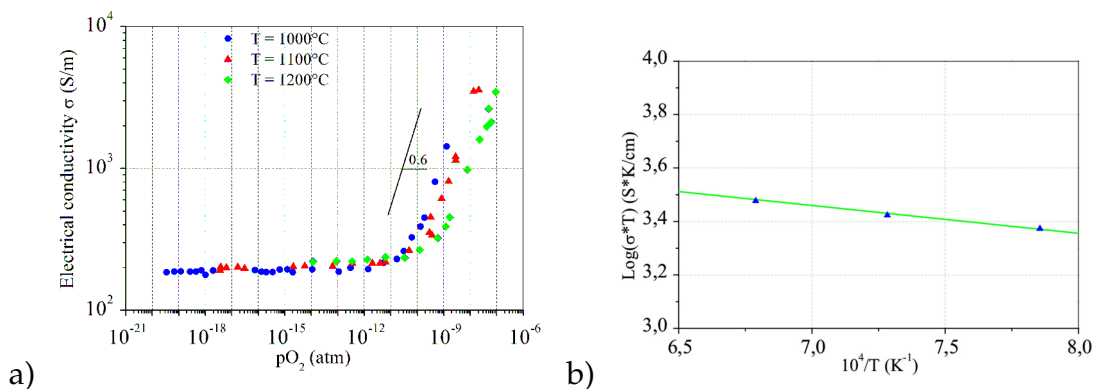 10^4
T = 1000°C
T = 1100°C
T = 1200°C
Electrical conductivity σ (S/m)
10^3
0.6
10^2
10^-21 10^-18 10^-15 10^-12 10^-9 10^-6
pO₂ (atm)
a)
4,0
3,8
3,6
3,4
3,2
3,0
Log(σ*T) (S*K/cm)
6,5 7,0 7,5 8,0
10^4/T (K^-1)
b)